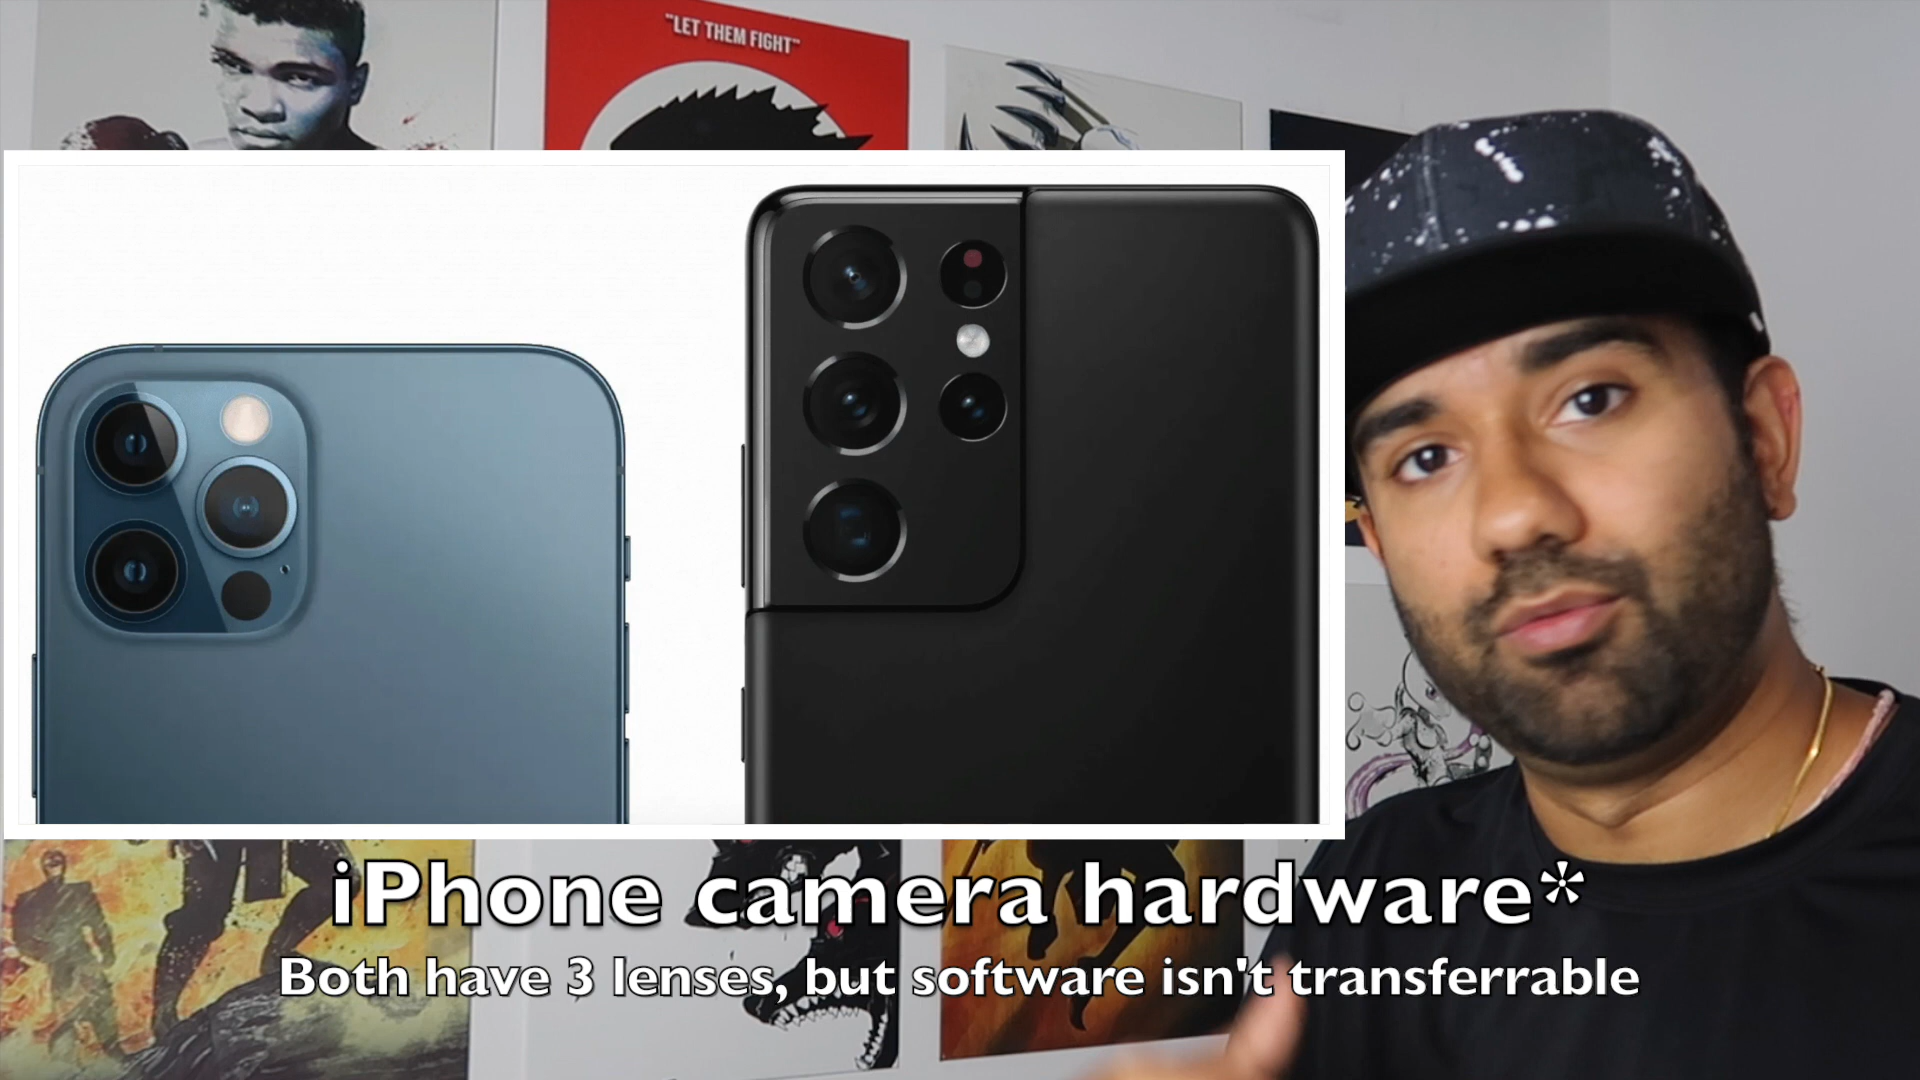 "LET THEM FIGHT"
iPhone camera hardware*
Both have 3 lenses, but software isn't transferrable